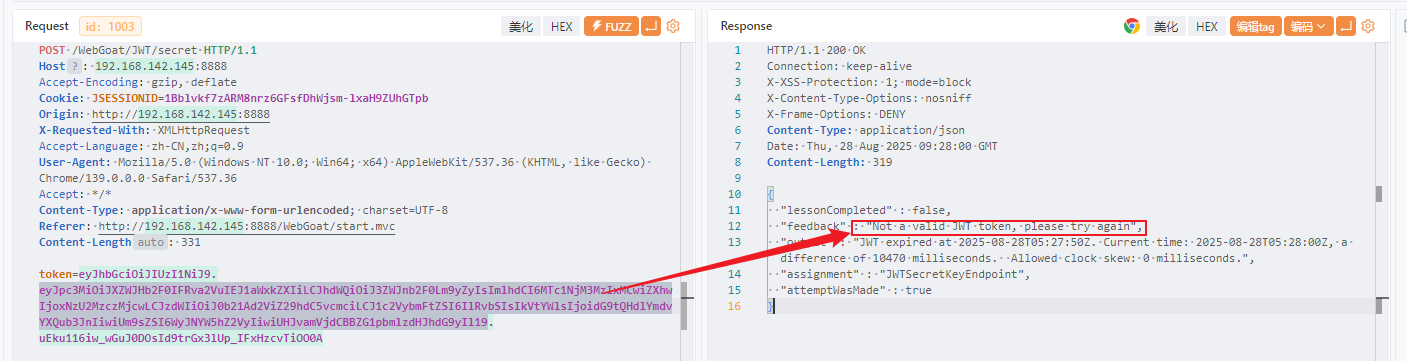 Request id: 1003 美化 HEX FUZZ
POST /WebGoat/JWT/secret HTTP/1.1
Host ? : 192.168.142.145:8888
Accept-Encoding: gzip, deflate
Cookie: JSESSIONID=1Bblvkf7zARM8nrz6GFsfDhWjsm-lxaH9ZUhGTpb
Origin: http://192.168.142.145:8888
X-Requested-With: XMLHttpRequest
Accept-Language: zh-CN,zh;q=0.9
User-Agent: Mozilla/5.0 (Windows NT 10.0; Win64; x64) AppleWebKit/537.36 (KHTML, like Gecko)
Chrome/139.0.0.0 Safari/537.36
Accept: */*
Content-Type: application/x-www-form-urlencoded; charset=UTF-8
Referer: http://192.168.142.145:8888/WebGoat/start.mvc
Content-Length auto : 331
token=eyJhbGciOiJIUzI1NiJ9.
eyJpc3MiOiJXZWJHb2F0IFRva2VuIEJ1aWxkZXIiLCJhdWQiOiJ3ZWJnb2F0Lm9yZyIsImlhdCI6MTc1NjM3MzIxMCwiZXhw
IjoxNzU2MzczMjcwLCJzdWIiOiJ0b21Ad2ViZ29hdC5vcmciLCJ1c2VybmFtZSI6IlRvbSIsIkVtYWlsIjoidG9tQHdlYmdv
YXQub3JnIiwiUm9sZSI6WyJNYW5hZ2VyIiwiUHJvamVjdCBBZG1pbmlzdHJhdG9yIl19.
uEku116iw_wGuJ0DOsId9trGx3lUp_IFxHzcvTiOO0A
Response 美化 HEX 编辑tag 编码
1 HTTP/1.1 200 OK
2 Connection: keep-alive
3 X-XSS-Protection: 1; mode=block
4 X-Content-Type-Options: nosniff
5 X-Frame-Options: DENY
6 Content-Type: application/json
7 Date: Thu, 28 Aug 2025 09:28:00 GMT
8 Content-Length: 319
9
10 {
11 "lessonCompleted" : false,
12 "feedback" : "Not a valid JWT token, please try again",
13 "output" : "JWT expired at 2025-08-28T05:27:50Z. Current time: 2025-08-28T05:28:00Z, a
difference of 10470 milliseconds. Allowed clock skew: 0 milliseconds.",
14 "assignment" : "JWTSecretKeyEndpoint",
15 "attemptWasMade" : true
16 }